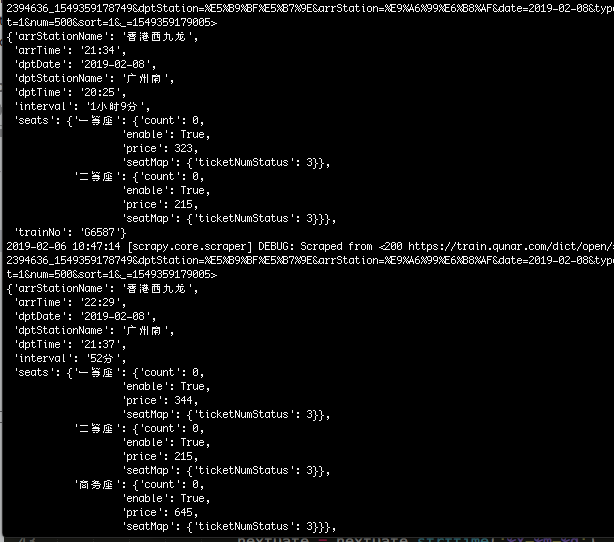 2394636_1549359178749&dptStation=%E5%B9%BF%E5%B7%9E&arrStation=%E9%A6%99%E6%B8%AF&date=2019-02-08&typ
t=1&num=500&sort=1&_=1549359179005>
{'arrStationName': '香港西九龙',
'arrTime': '21:34',
'dptDate': '2019-02-08',
'dptStationName': '广州南',
'dptTime': '20:25',
'interval': '1小时9分',
'seats': {'一等座': {'count': 0,
'enable': True,
'price': 323,
'seatMap': {'ticketNumStatus': 3}},
'二等座': {'count': 0,
'enable': True,
'price': 215,
'seatMap': {'ticketNumStatus': 3}}},
'trainNo': 'G6587'}
2019-02-06 10:47:14 [scrapy.core.scraper] DEBUG: Scraped from <200 https://train.qunar.com/dict/open/s
2394636_1549359178749&dptStation=%E5%B9%BF%E5%B7%9E&arrStation=%E9%A6%99%E6%B8%AF&date=2019-02-08&typ
t=1&num=500&sort=1&_=1549359179005>
{'arrStationName': '香港西九龙',
'arrTime': '22:29',
'dptDate': '2019-02-08',
'dptStationName': '广州南',
'dptTime': '21:37',
'interval': '52分',
'seats': {'一等座': {'count': 0,
'enable': True,
'price': 344,
'seatMap': {'ticketNumStatus': 3}},
'二等座': {'count': 0,
'enable': True,
'price': 215,
'seatMap': {'ticketNumStatus': 3}},
'商务座': {'count': 0,
'enable': True,
'price': 645,
'seatMap': {'ticketNumStatus': 3}}},